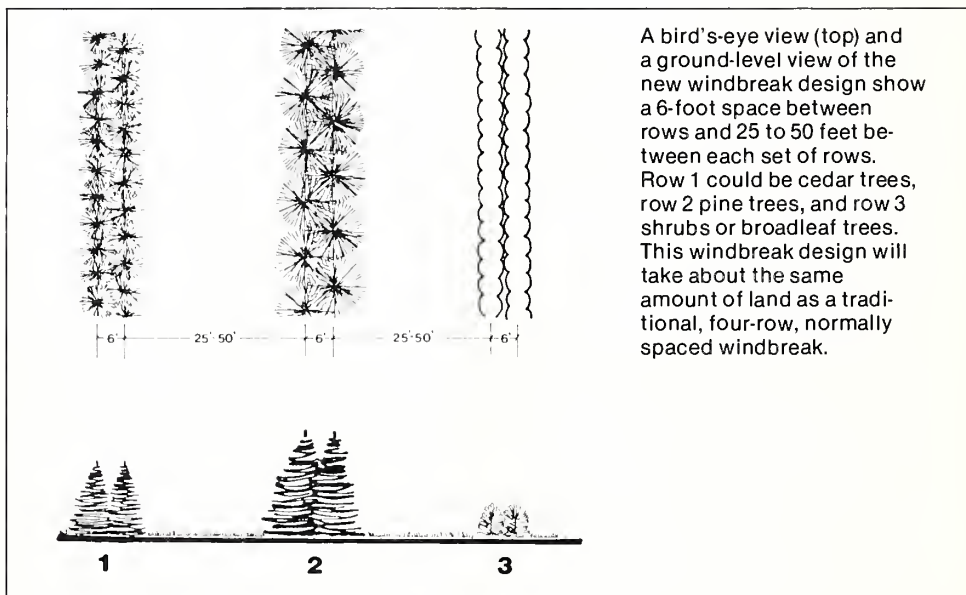 A bird's-eye view (top) and
a ground-level view of the
new windbreak design show
a 6-foot space between
rows and 25 to 50 feet be-
tween each set of rows.
Row 1 could be cedar trees,
row 2 pine trees, and row 3
shrubs or broadleaf trees.
This windbreak design will
take about the same
amount of land as a tradi-
tional, four-row, normally
spaced windbreak.
6' 25'-50' 6' 25'-50' 6'
1 2 3